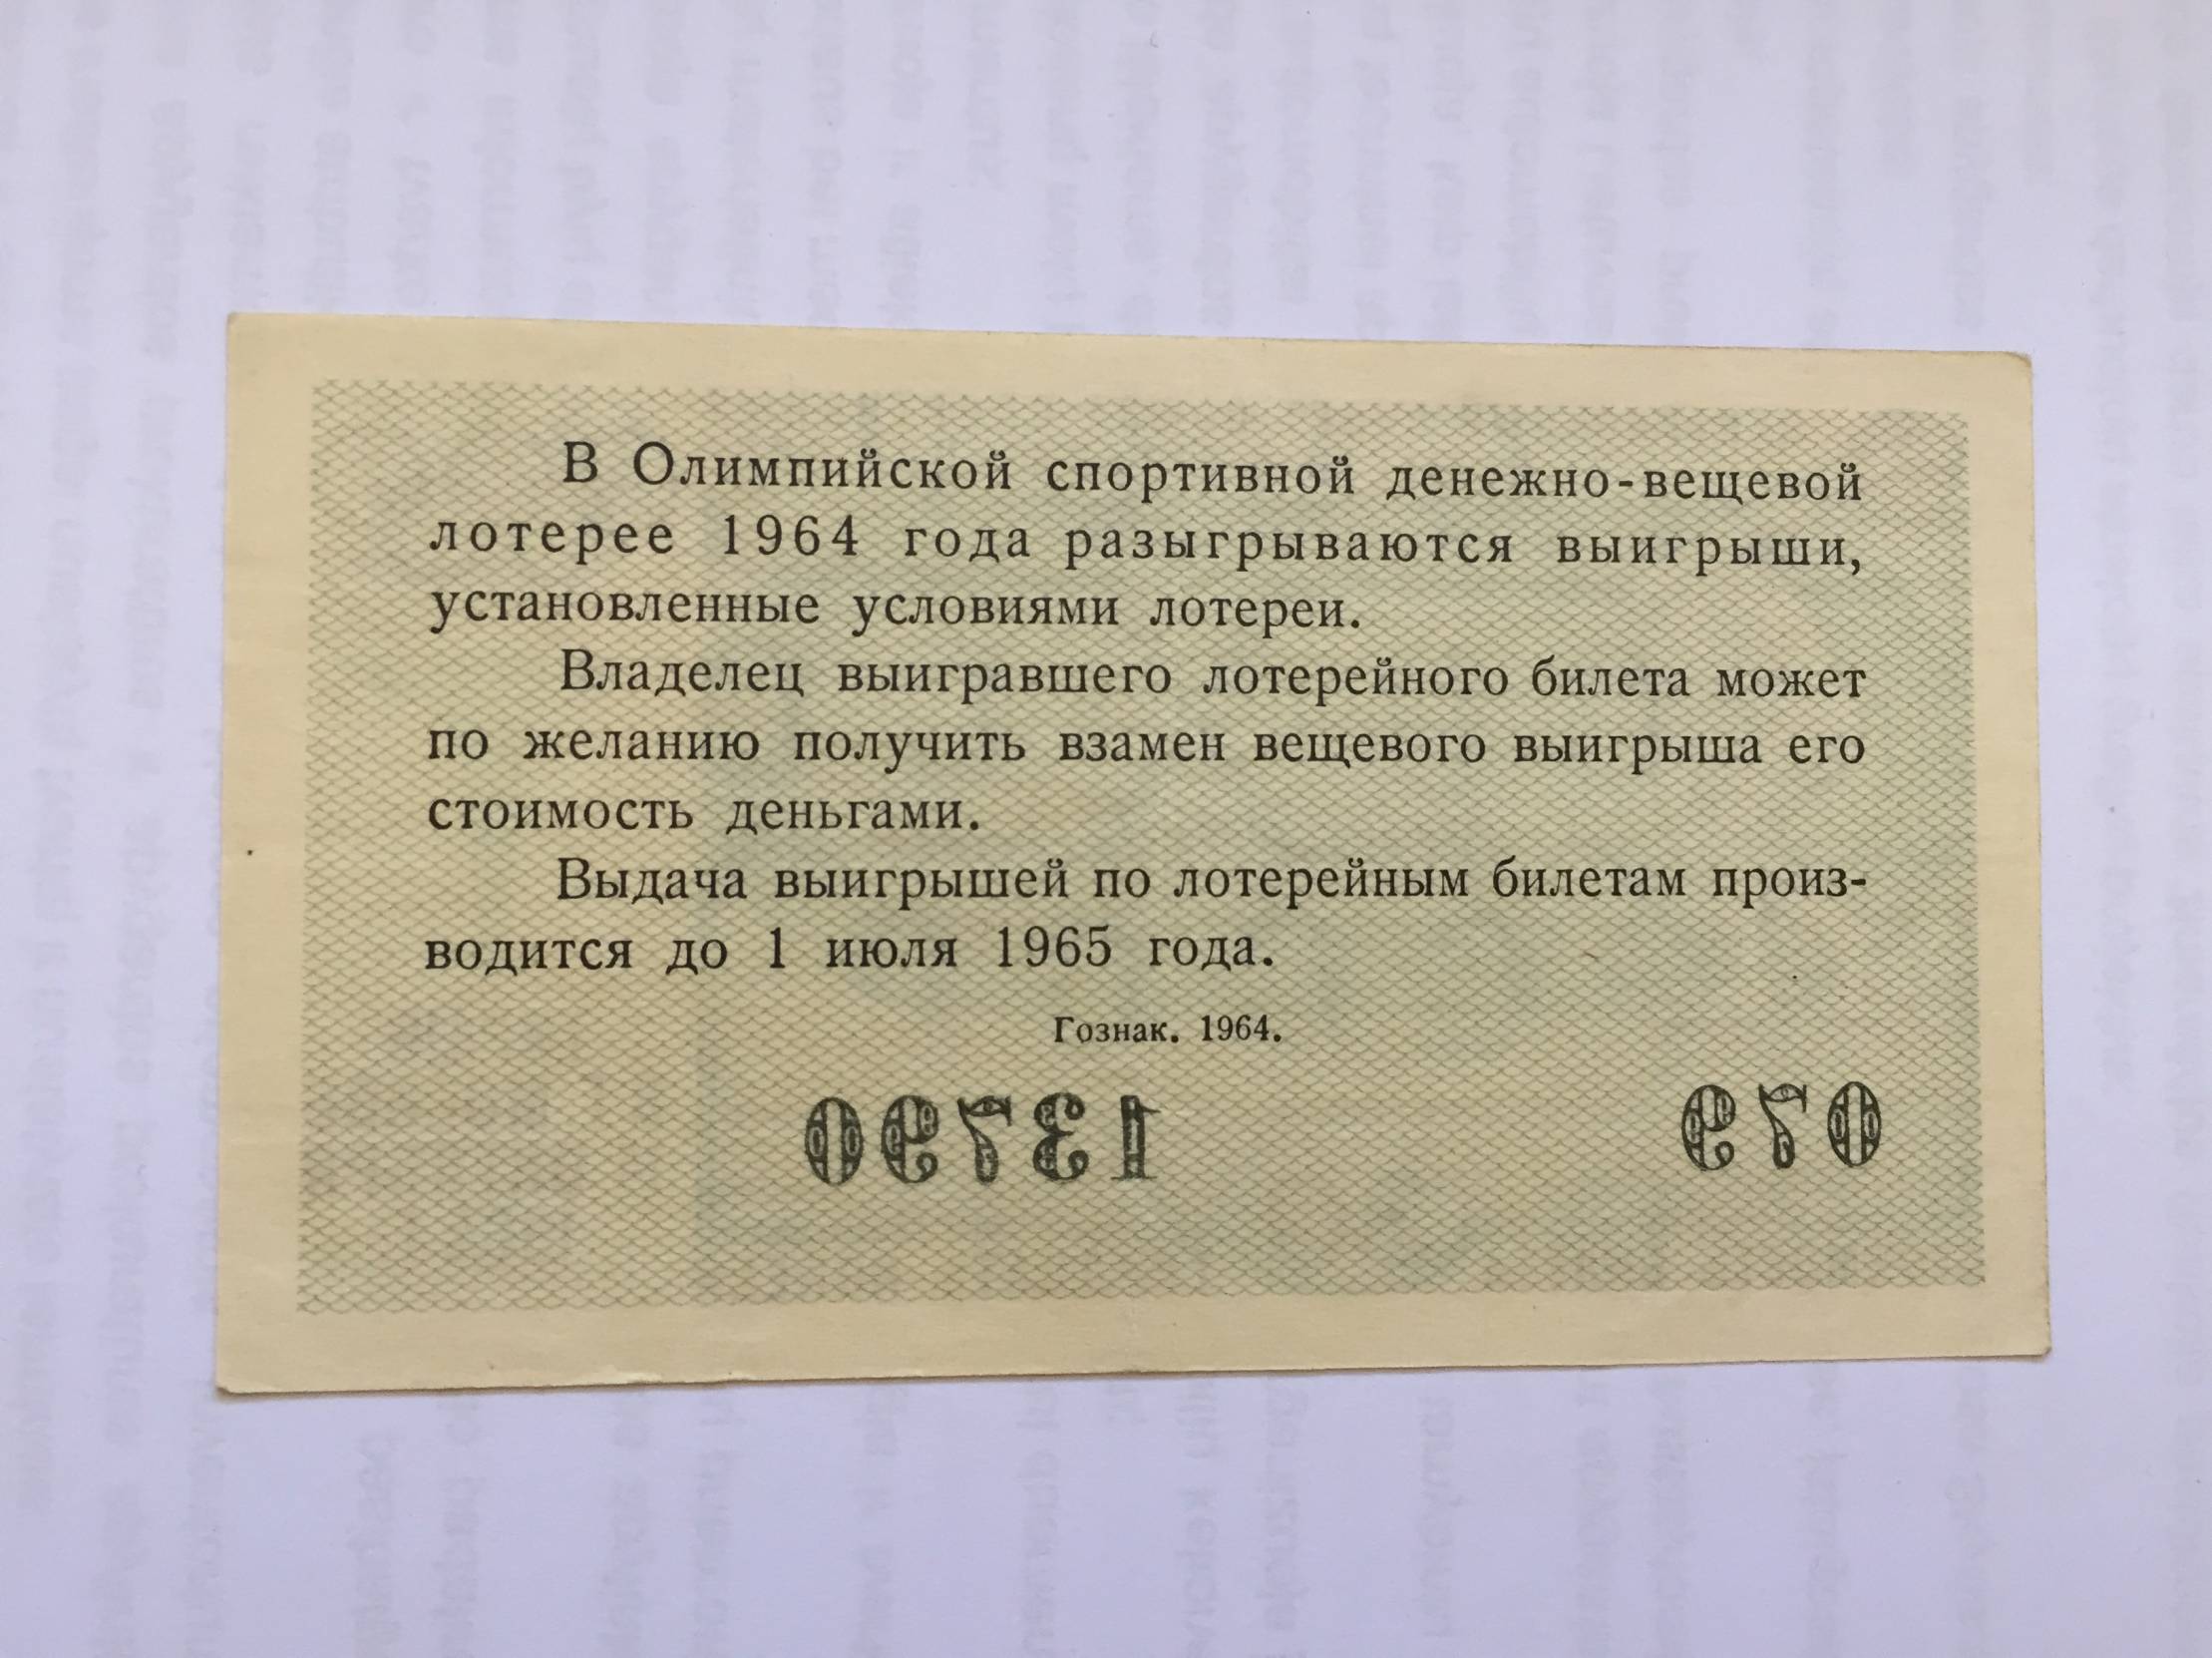 В Олимпийской спортивной денежно-вещевой
лотерее 1964 года разыгрываются выигрыши,
установленные условиями лотереи.
Владелец выигравшего лотерейного билета может
по желанию получить взамен вещевого выигрыша его
стоимость деньгами.
Выдача выигрышей по лотерейным билетам произ-
водится до 1 июля 1965 года.
Гознак. 1964.
13790 079